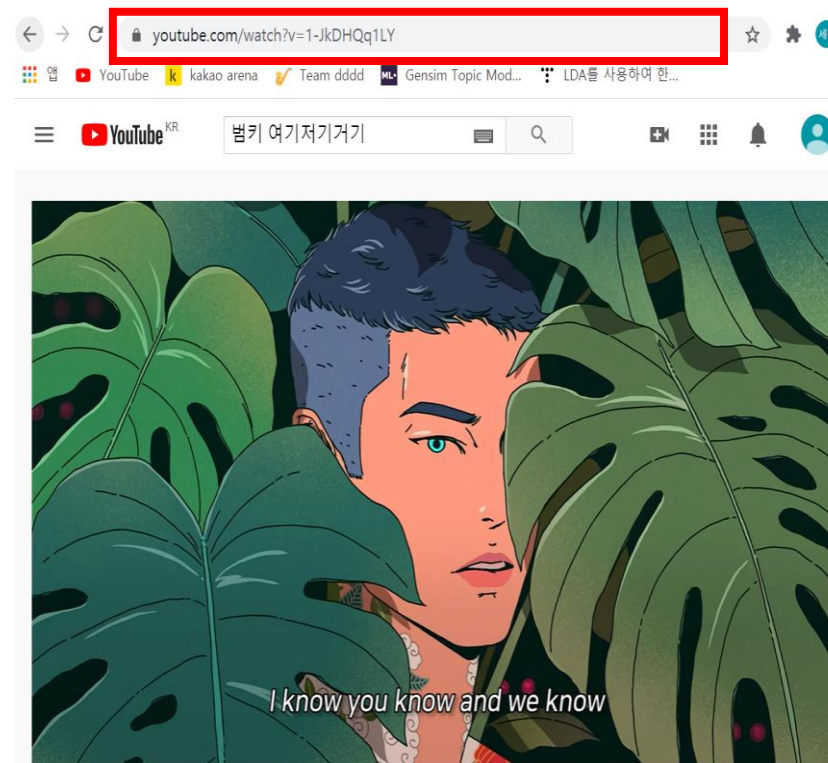 youtube.com/watch?v=1-JkDHQq1LY
앱 YouTube k kakao arena Team dddd ML+ Gensim Topic Mod... LDA를 사용하여 한...
YouTube KR 범키 여기저기거기
I know you know and we know